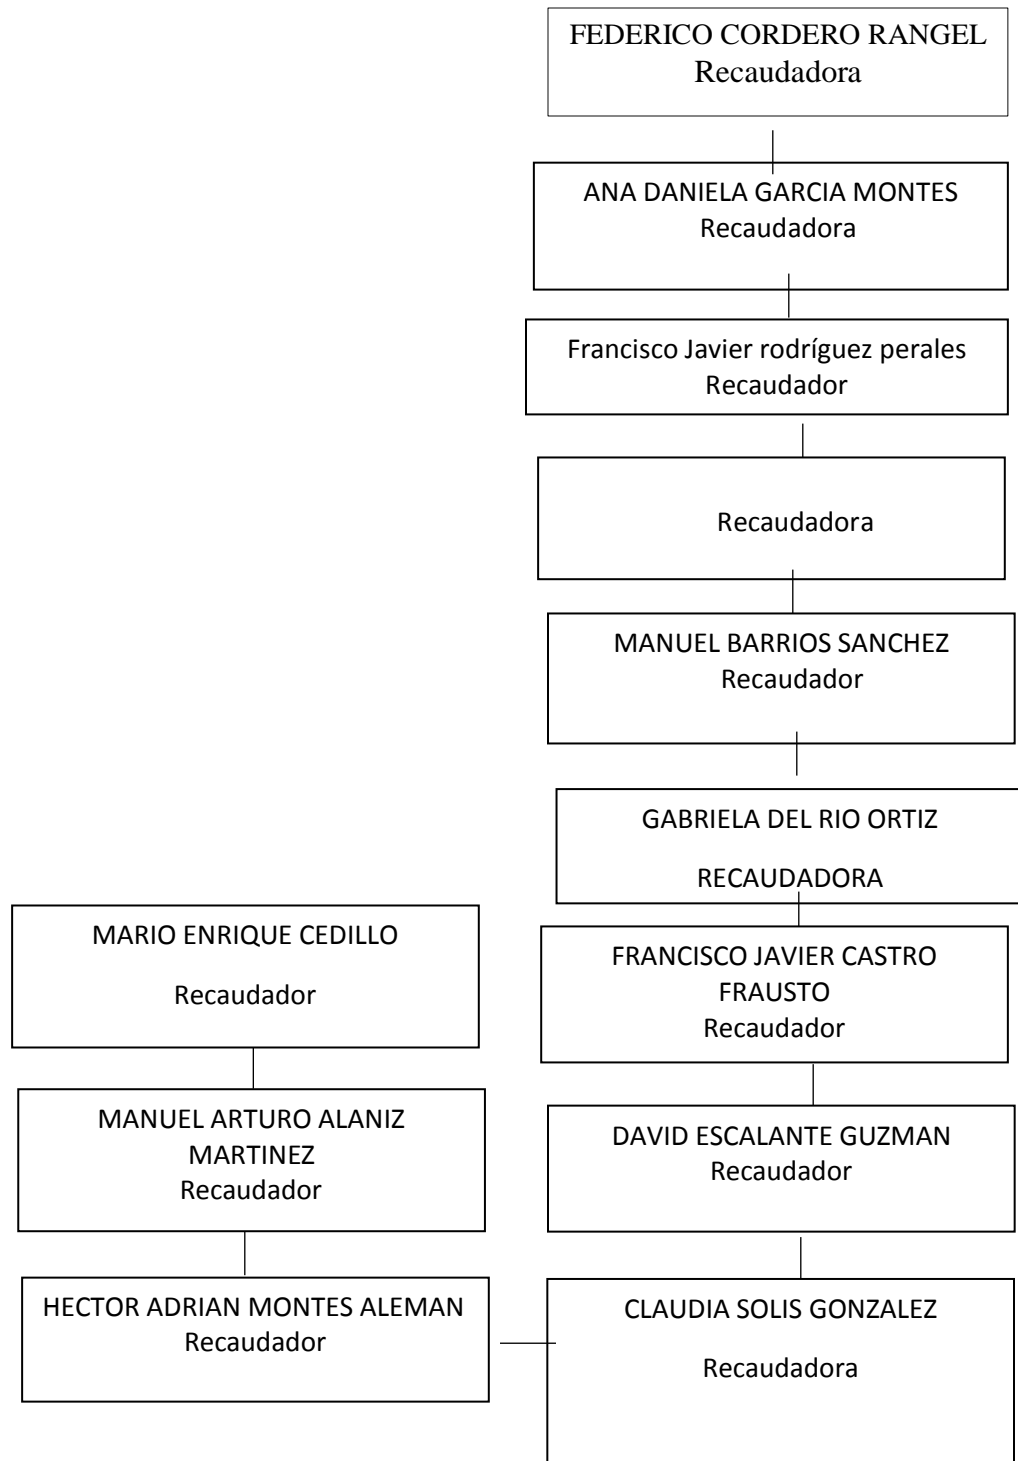 FEDERICO CORDERO RANGEL
Recaudadora
ANA DANIELA GARCIA MONTES
Recaudadora
Francisco Javier rodríguez perales
Recaudador
Recaudadora
MANUEL BARRIOS SANCHEZ
Recaudador
GABRIELA DEL RIO ORTIZ
RECAUDADORA
FRANCISCO JAVIER CASTRO
FRAUSTO
Recaudador
DAVID ESCALANTE GUZMAN
Recaudador
CLAUDIA SOLIS GONZALEZ
Recaudadora
MARIO ENRIQUE CEDILLO
Recaudador
MANUEL ARTURO ALANIZ
MARTINEZ
Recaudador
HECTOR ADRIAN MONTES ALEMAN
Recaudador